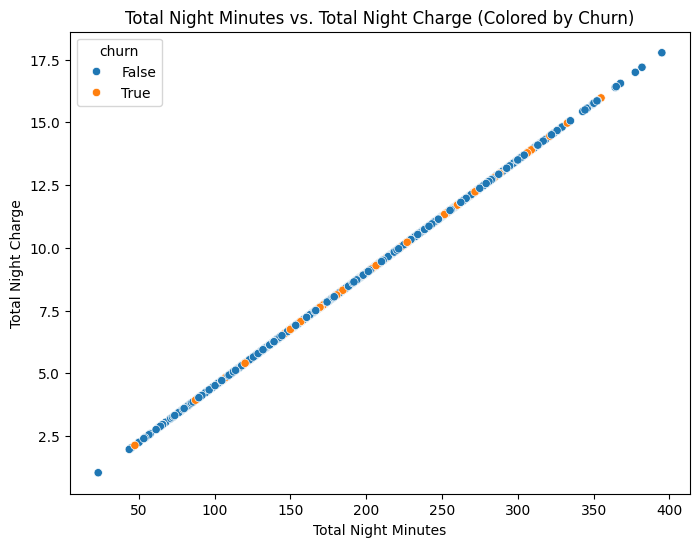 Total Night Minutes vs. Total Night Charge (Colored by Churn)
churn
False
True
17.5
15.0
12.5
10.0
7.5
5.0
2.5
Total Night Charge
50 100 150 200 250 300 350 400
Total Night Minutes